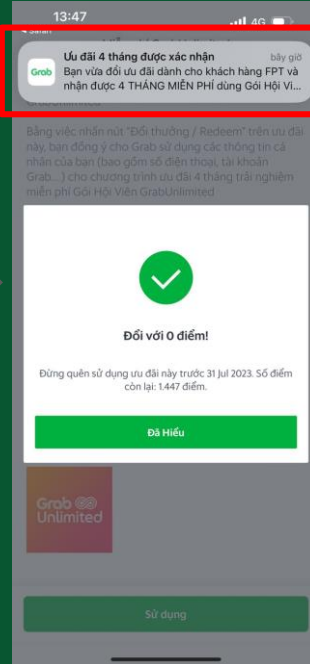 13:47
4G
Ưu đãi 4 tháng được xác nhận
bây giờ
Grab
Bạn vừa đổi ưu đãi dành cho khách hàng FPT và
nhận được 4 THÁNG MIỄN PHÍ dùng Gói Hội Vi...
GrabUnlimited.
Bằng việc nhấn nút "Đổi thưởng / Redeem" trên ưu đãi
này, bạn đồng ý cho Grab sử dụng các thông tin cá
nhân của bạn (bao gồm số điện thoại, tài khoản
Grab...) cho chương trình ưu đãi 4 tháng trải nghiệm
miễn phí Gói Hội Viên GrabUnlimited
Đổi với 0 điểm!
Đừng quên sử dụng ưu đãi này trước 31 Jul 2023. Số điểm
còn lại: 1.447 điểm.
Đã Hiểu
Grab
Unlimited
Sử dụng